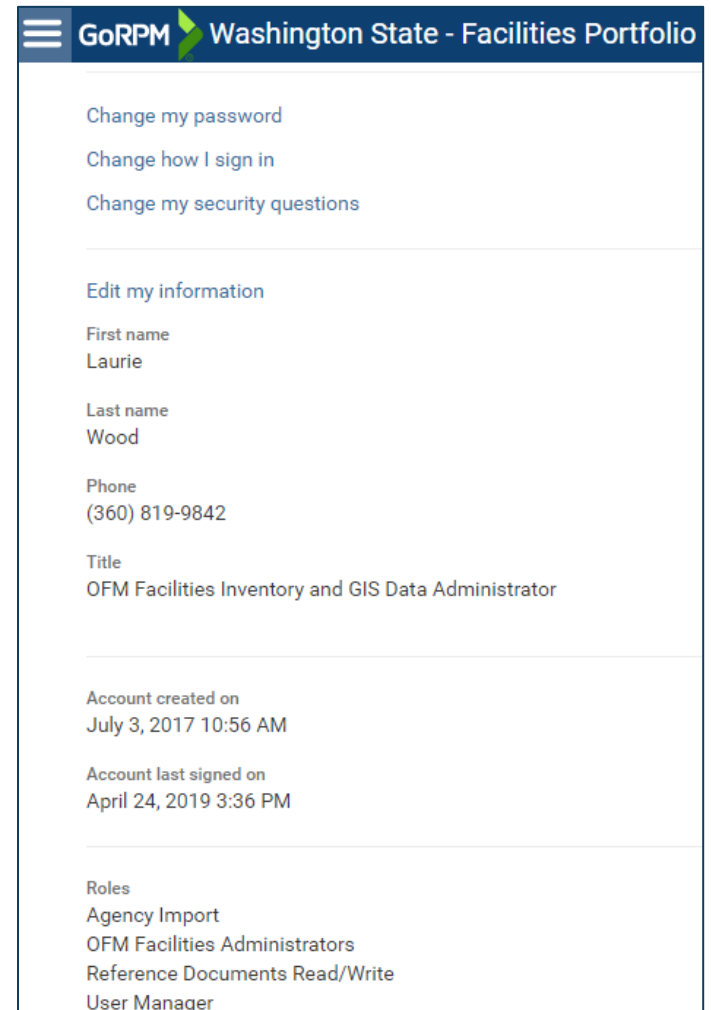 GoRPM Washington State - Facilities Portfolio
Change my password
Change how I sign in
Change my security questions
Edit my information
First name
Laurie
Last name
Wood
Phone
(360) 819-9842
Title
OFM Facilities Inventory and GIS Data Administrator
Account created on
July 3, 2017 10:56 AM
Account last signed on
April 24, 2019 3:36 PM
Roles
Agency Import
OFM Facilities Administrators
Reference Documents Read/Write
User Manager